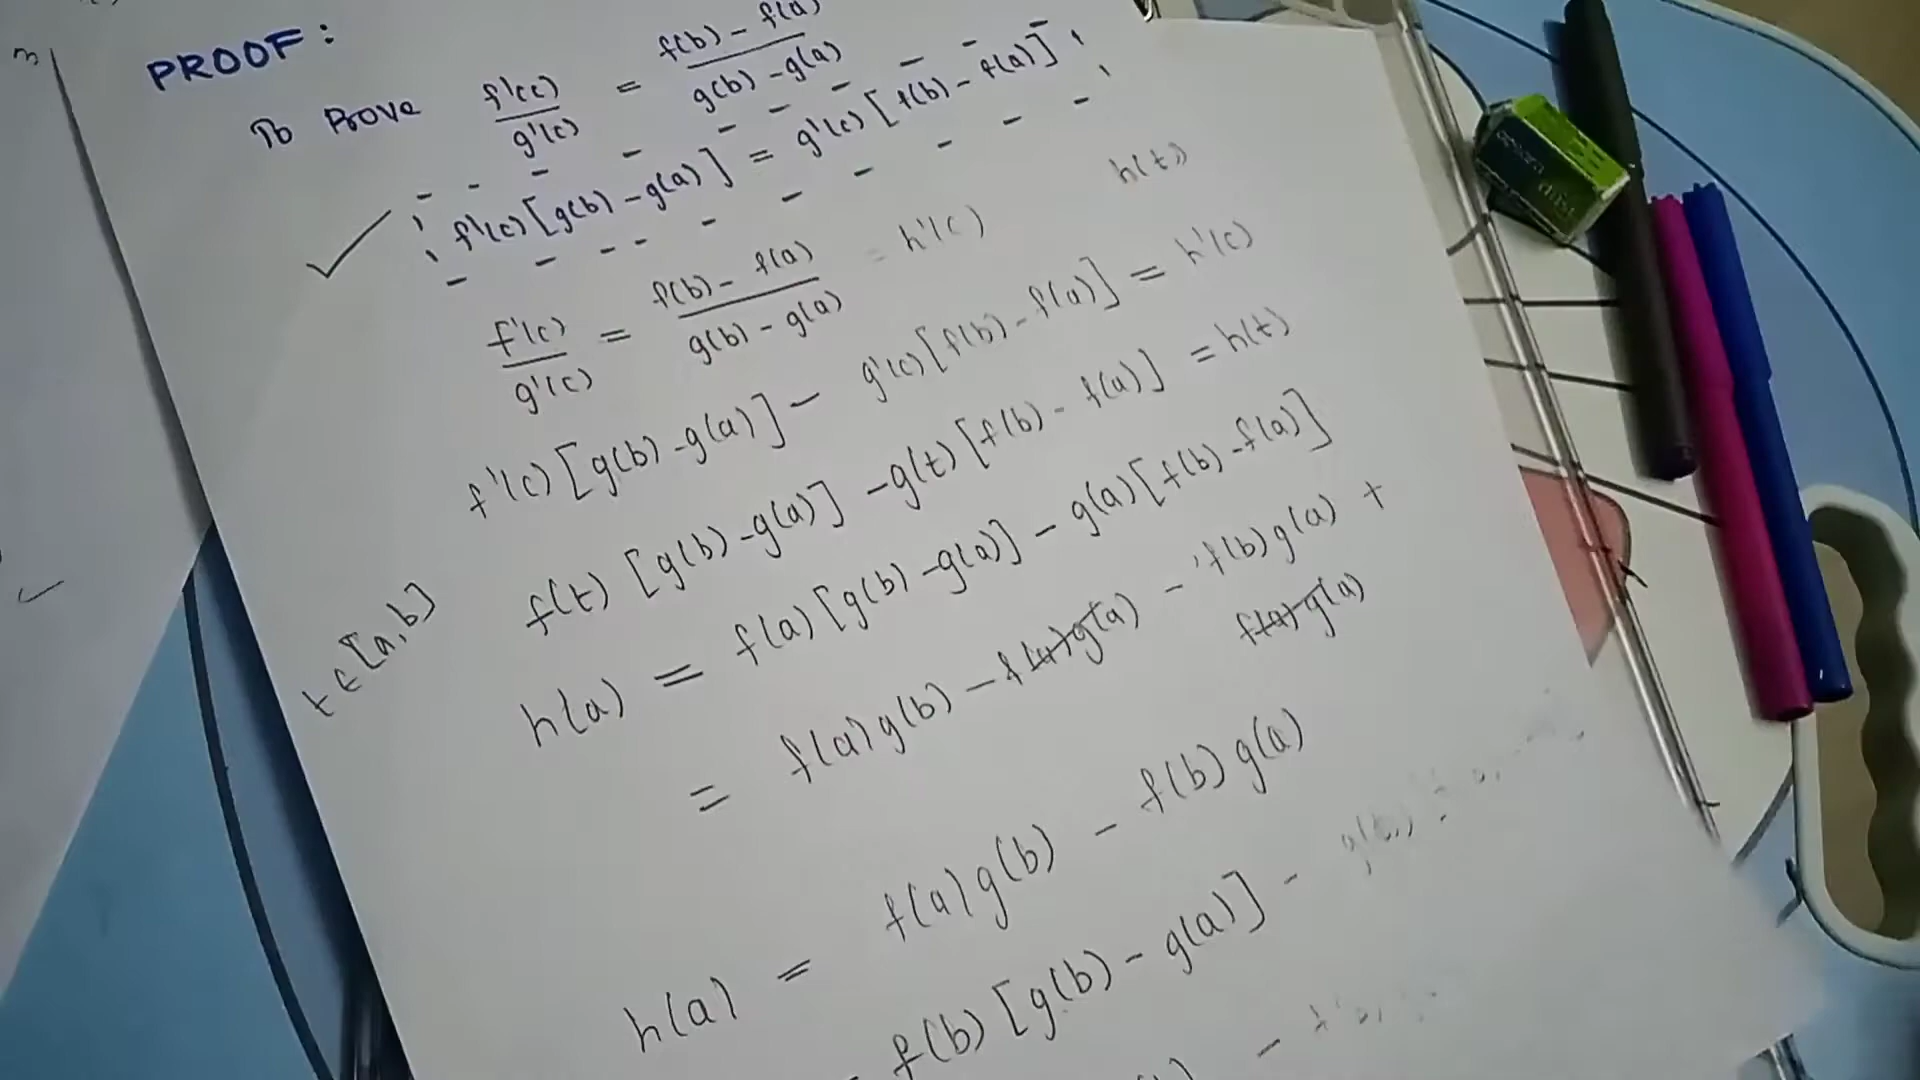 PROOF:
To Prove f'(c)/g'(c) = f(b) - f(a)/g(b) - g(a)
f'(c)[g(b) - g(a)] = g'(c)[f(b) - f(a)]
h(t)
f'(c)/g'(c) = f(b) - f(a)/g(b) - g(a) = h'(c)
f'(c)[g(b) - g(a)] - g'(c)[f(b) - f(a)] = h'(c)
t ∈ [a,b] f(t)[g(b) - g(a)] - g(t)[f(b) - f(a)] = h(t)
h(a) = f(a)[g(b) - g(a)] - g(a)[f(b) - f(a)]
= f(a)g(b) - f(a)g(a) - f(b)g(a) +
f(a)g(a)
h(a) = f(a)g(b) - f(b)g(a)
f(b)[g(b) - g(a)] -